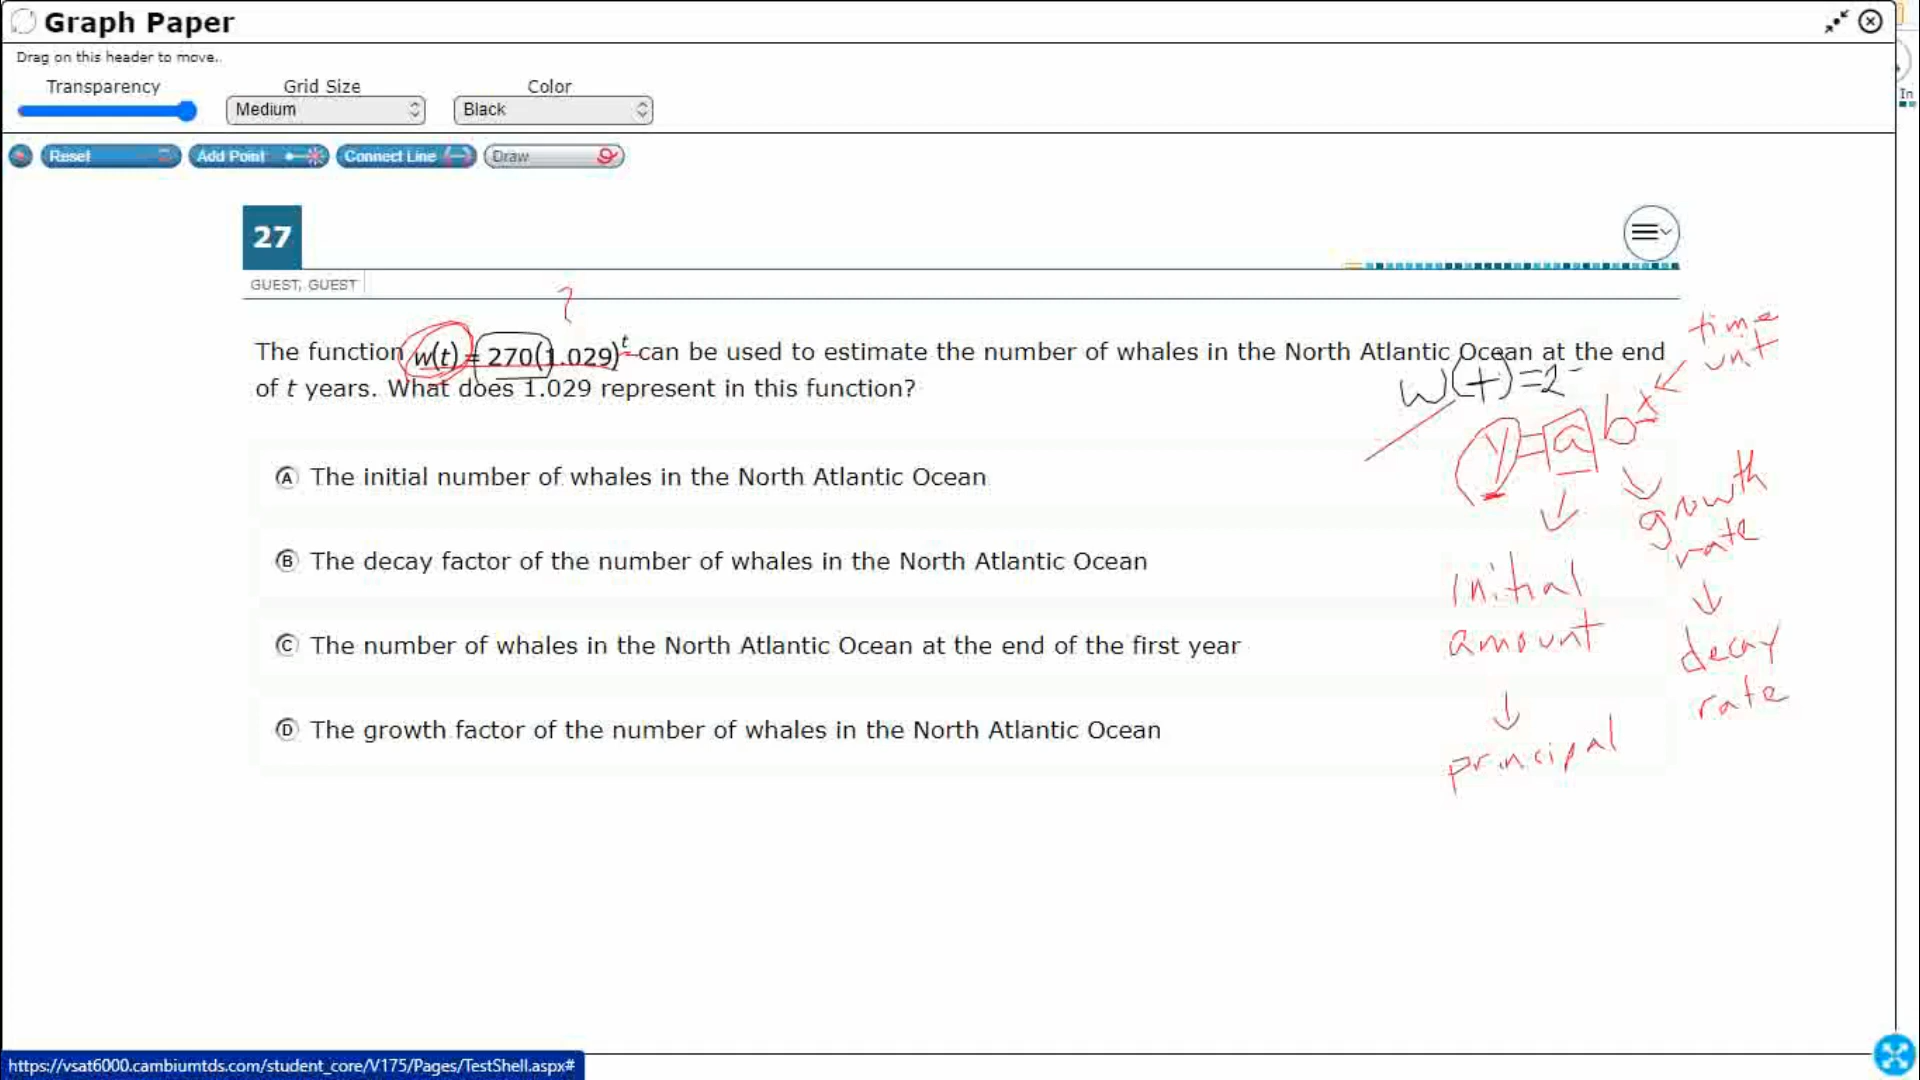 Graph Paper
Drag on this header to move..
Transparency
Grid Size
Color
Medium
Black
Reset
Add Point
Connect Line
Draw
In
27
GUEST, GUEST
?
The function w(t) = 270(1.029)^t can be used to estimate the number of whales in the North Atlantic Ocean at the end
of t years. What does 1.029 represent in this function?
time
unt
w(t)=2
y=a b^x
A The initial number of whales in the North Atlantic Ocean
growth
rate
B The decay factor of the number of whales in the North Atlantic Ocean
initial
amount
C The number of whales in the North Atlantic Ocean at the end of the first year
decay
rate
D The growth factor of the number of whales in the North Atlantic Ocean
principal
https://vsat6000.cambiumtds.com/student_core/V175/Pages/TestShell.aspx#